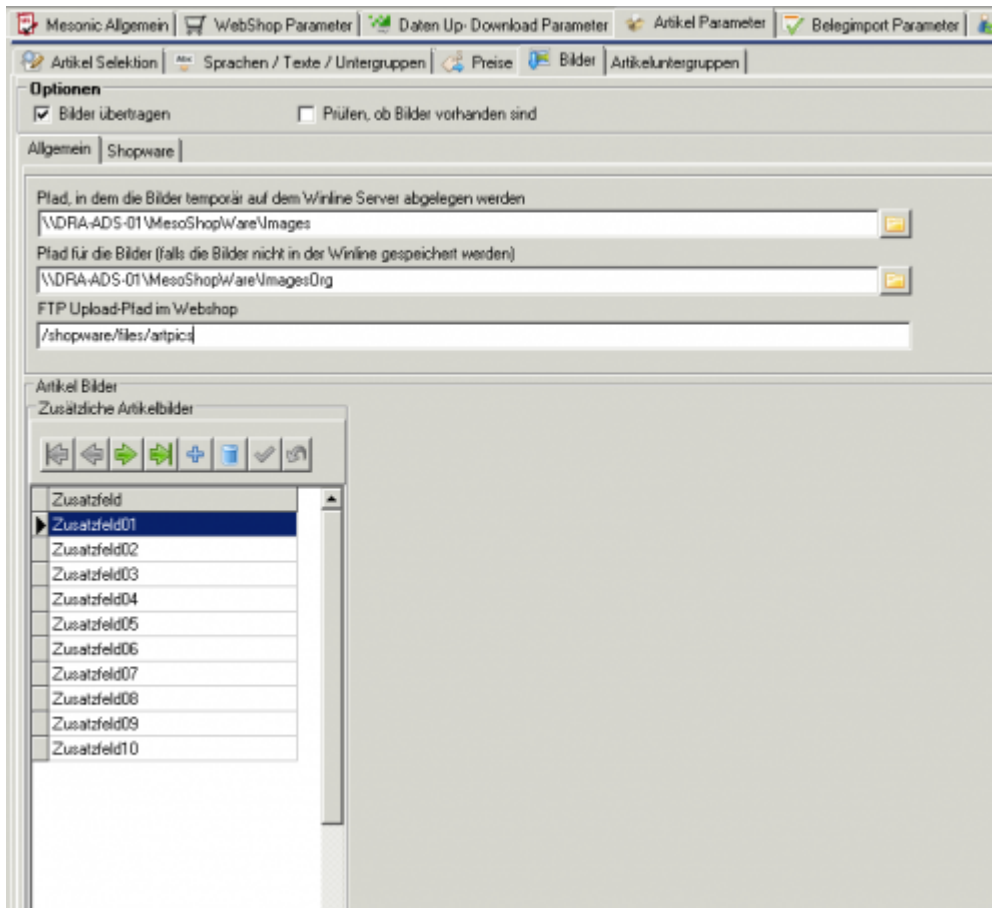 Mesonic Allgemein WebShop Parameter Daten Up- Download Parameter Artikel Parameter Belegimport Parameter
Artikel Selektion Sprachen / Texte / Untergruppen Preise Bilder Artikeluntergruppen
Optionen
Bilder übertragen Prüfen, ob Bilder vorhanden sind
Allgemein Shopware
Pfad, in dem die Bilder temporär auf dem Winline Server abgelegen werden
\\DRA-ADS-01\MesoShopWare\Images
Pfad für die Bilder (falls die Bilder nicht in der Winline gespeichert werden)
\\DRA-ADS-01\MesoShopWare\ImagesOrg
FTP Upload-Pfad im Webshop
/shopware/files/artpics
Artikel Bilder
Zusätzliche Artikelbilder
Zusatzfeld
Zusatzfeld01
Zusatzfeld02
Zusatzfeld03
Zusatzfeld04
Zusatzfeld05
Zusatzfeld06
Zusatzfeld07
Zusatzfeld08
Zusatzfeld09
Zusatzfeld10